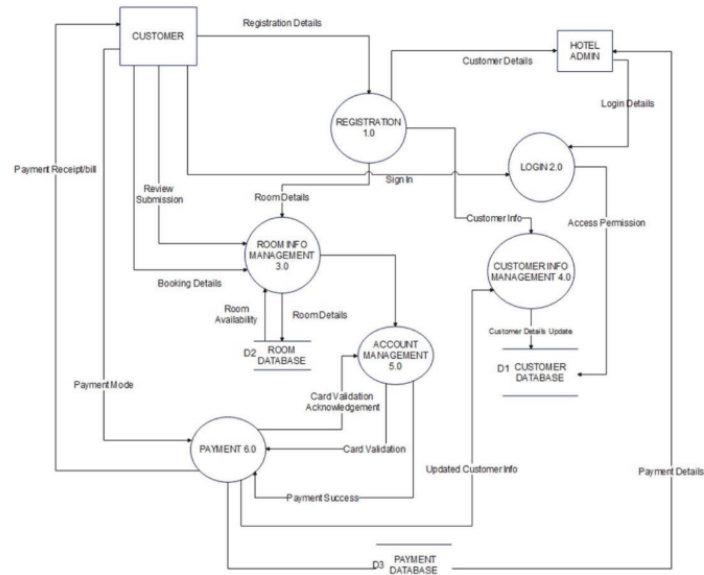 Registration Details
CUSTOMER
HOTEL
ADMIN
Customer Details
Login Details
REGISTRATION
1.0
LOGIN 2.0
Payment Receipt/bill
Sign In
Review
Submission
Room Details
Customer Info
Access Permission
ROOM INFO
MANAGEMENT
3.0
CUSTOMER INFO
MANAGEMENT 4.0
Booking Details
Room
Availability
Room Details
Customer Details Update
D2 ROOM
DATABASE
ACCOUNT
MANAGEMENT
5.0
D1 CUSTOMER
DATABASE
Payment Mode
Card Validation
Acknowledgement
PAYMENT 6.0
Card Validation
Updated Customer Info
Payment Details
Payment Success
D3 PAYMENT
DATABASE